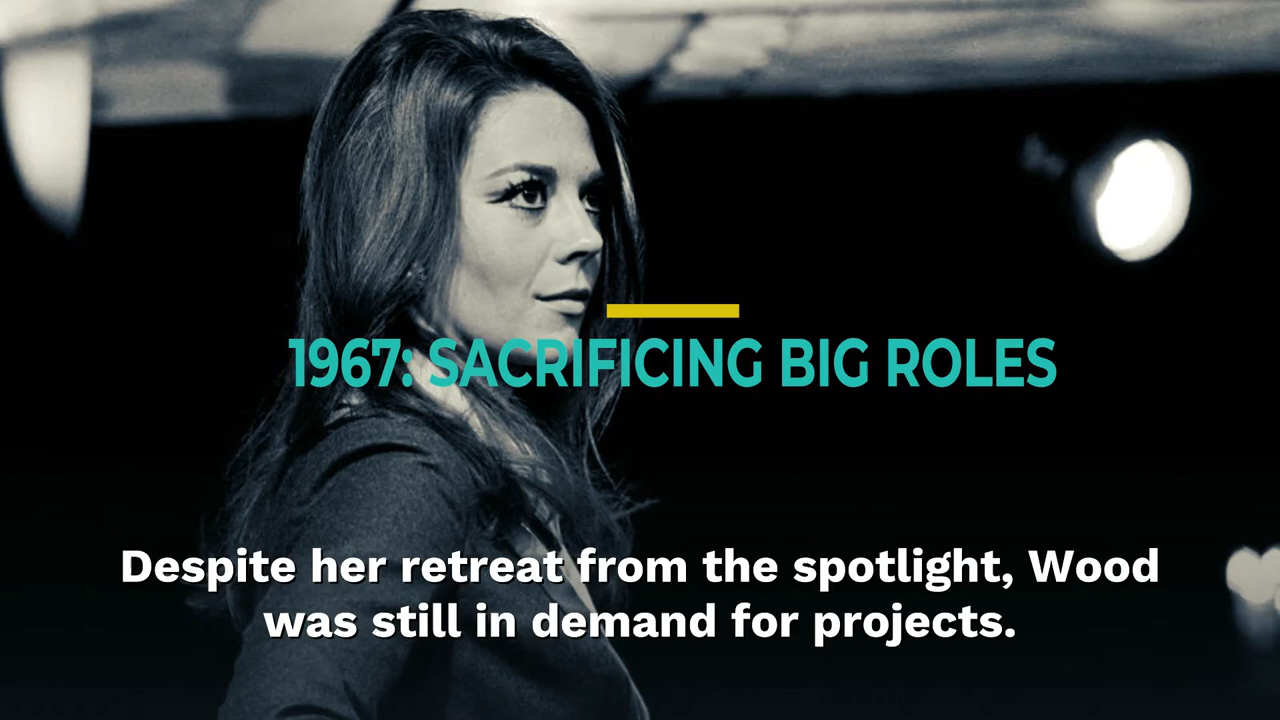 1967: SACRIFICING BIG ROLES
Despite her retreat from the spotlight, Wood
was still in demand for projects.